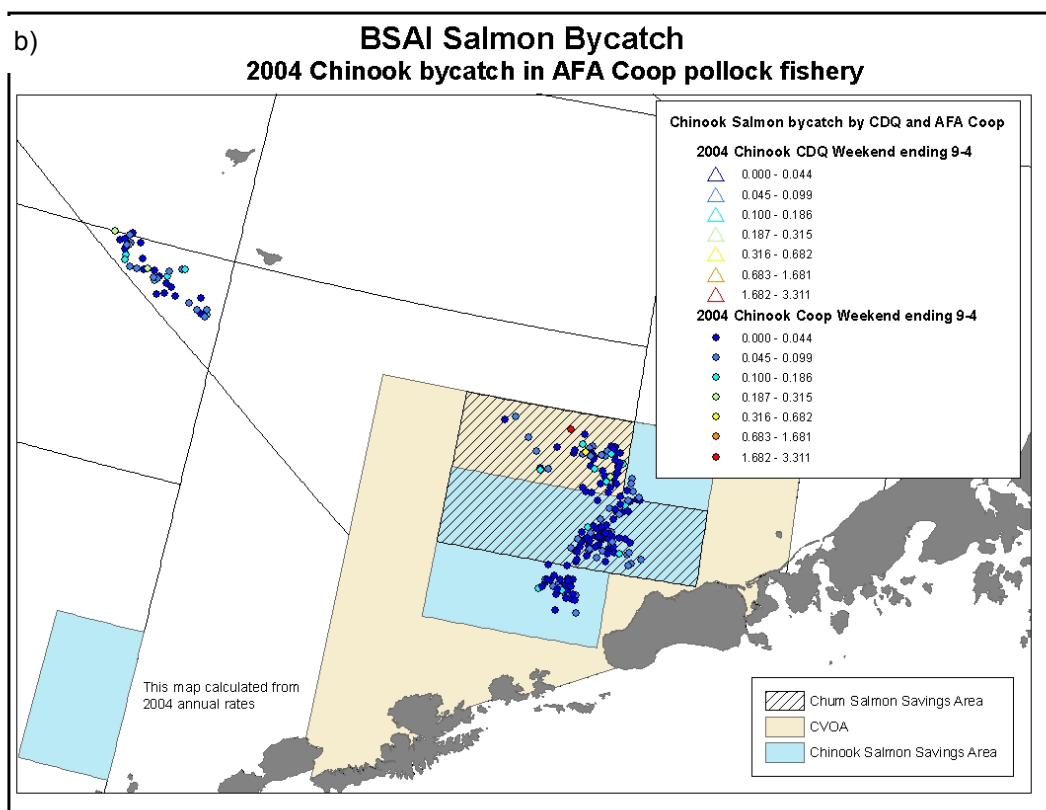 b)
BSAI Salmon Bycatch
2004 Chinook bycatch in AFA Coop pollock fishery
Chinook Salmon bycatch by CDQ and AFA Coop
2004 Chinook CDQ Weekend ending 9-4
0.000 - 0.044
0.045 - 0.099
0.100 - 0.186
0.187 - 0.315
0.316 - 0.682
0.683 - 1.681
1.682 - 3.311
2004 Chinook Coop Weekend ending 9-4
0.000 - 0.044
0.045 - 0.099
0.100 - 0.186
0.187 - 0.315
0.316 - 0.682
0.683 - 1.681
1.682 - 3.311
This map calculated from
2004 annual rates
Chum Salmon Savings Area
CVOA
Chinook Salmon Savings Area